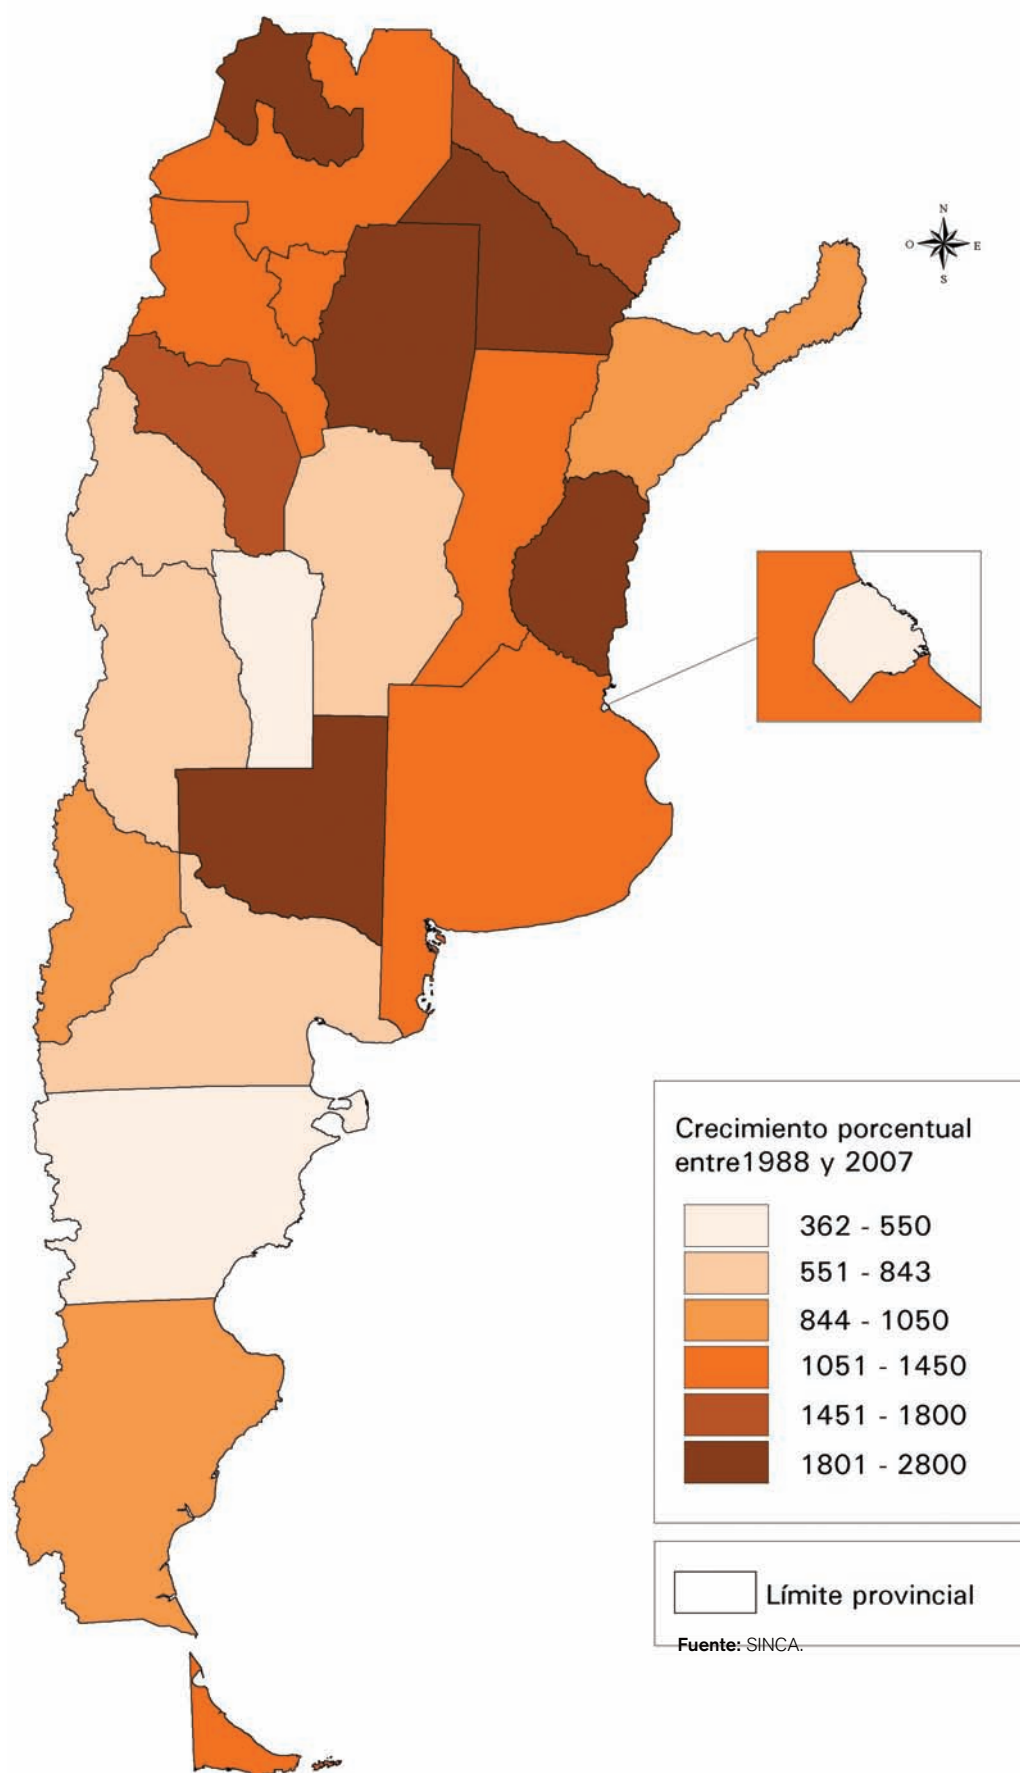 N
O
E
S
Crecimiento porcentual
entre1988 y 2007
362 - 550
551 - 843
844 - 1050
1051 - 1450
1451 - 1800
1801 - 2800
Límite provincial
Fuente: SINCA.